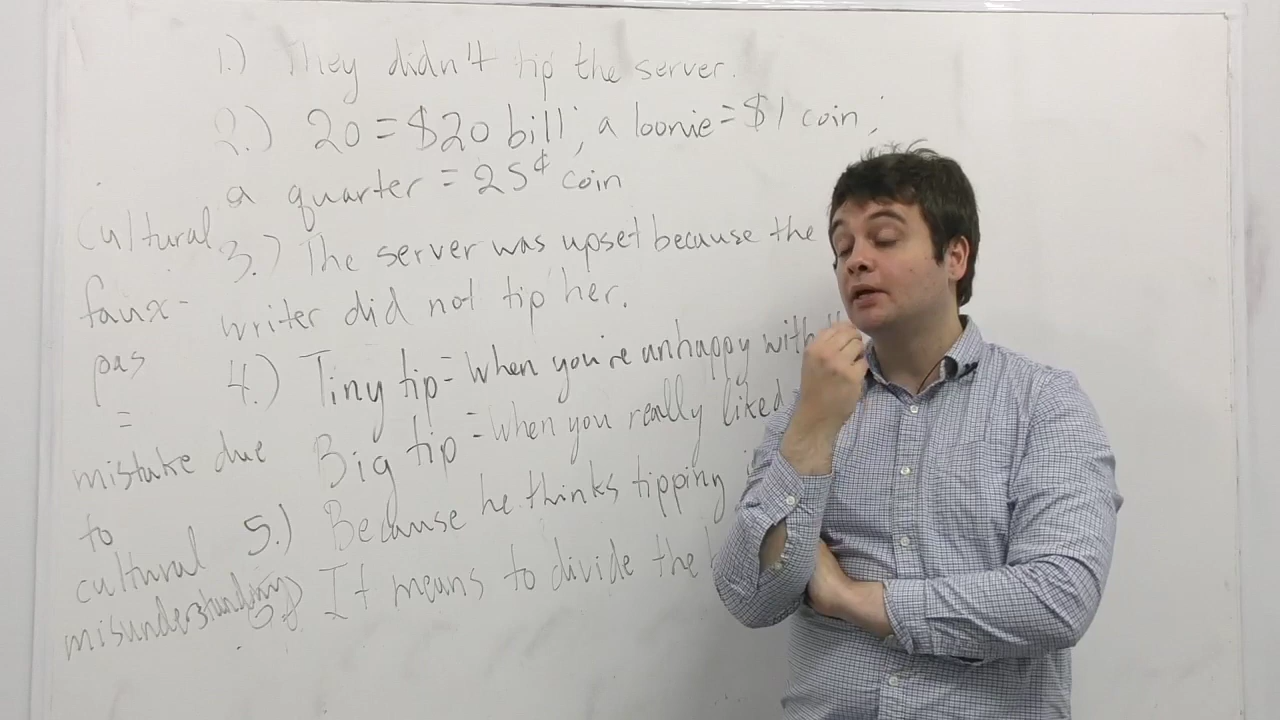 1.) They didn't tip the server.
2.) 20 = $20 bill; a loonie = $1 coin;
a quarter = 25¢ coin
3.) The server was upset because the
writer did not tip her.
4.) Tiny tip - when you're unhappy with
Big tip - when you really liked
5.) Because he thinks tipping
It means to divide the
Cultural
faux-
pas
=
mistake due
to
cultural
misunderstanding